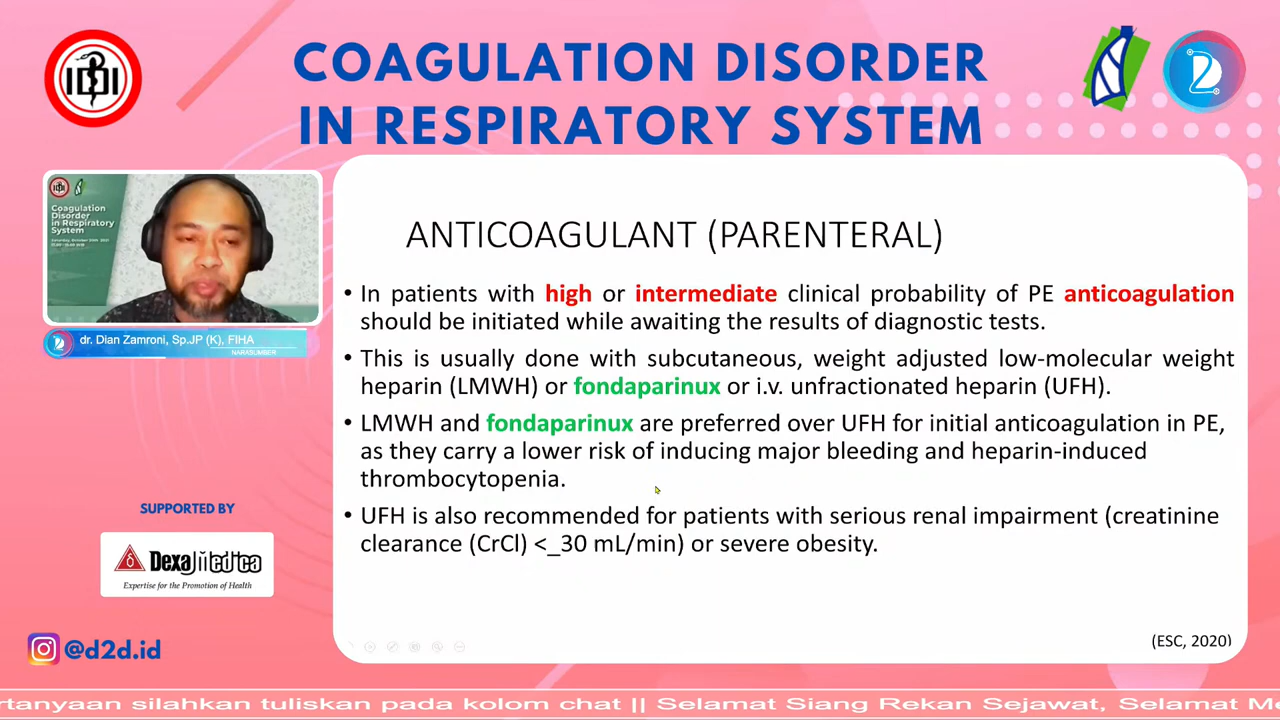 COAGULATION DISORDER
IN RESPIRATORY SYSTEM
IDI
D
Coagulation
Disorder
in Respiratory
System
dr. Dian Zamroni, Sp.JP (K), FIHA
NARASUMBER
ANTICOAGULANT (PARENTERAL)
• In patients with high or intermediate clinical probability of PE anticoagulation
should be initiated while awaiting the results of diagnostic tests.
• This is usually done with subcutaneous, weight adjusted low-molecular weight
heparin (LMWH) or fondaparinux or i.v. unfractionated heparin (UFH).
• LMWH and fondaparinux are preferred over UFH for initial anticoagulation in PE,
as they carry a lower risk of inducing major bleeding and heparin-induced
thrombocytopenia.
• UFH is also recommended for patients with serious renal impairment (creatinine
clearance (CrCl) <_30 mL/min) or severe obesity.
(ESC, 2020)
SUPPORTED BY
DexaMedica
Expertise for the Promotion of Health
@d2d.id
rtanyaan silahkan tuliskan pada kolom chat || Selamat Siang Rekan Sejawat, Selamat M